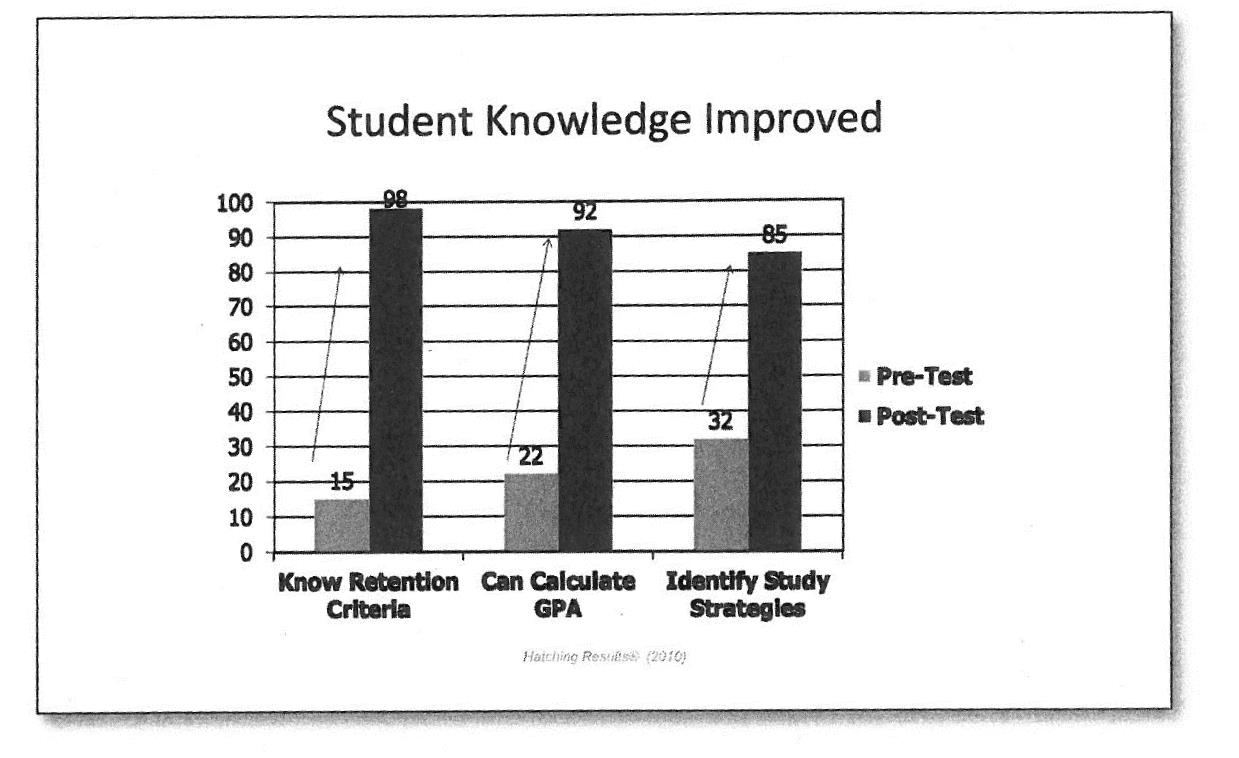 Student Knowledge Improved
100
90
80
70
60
50
40
30
20
10
0
98
92
85
15
22
32
Pre-Test
Post-Test
Know Retention Criteria
Can Calculate GPA
Identify Study Strategies
Hatching Results® (2010)